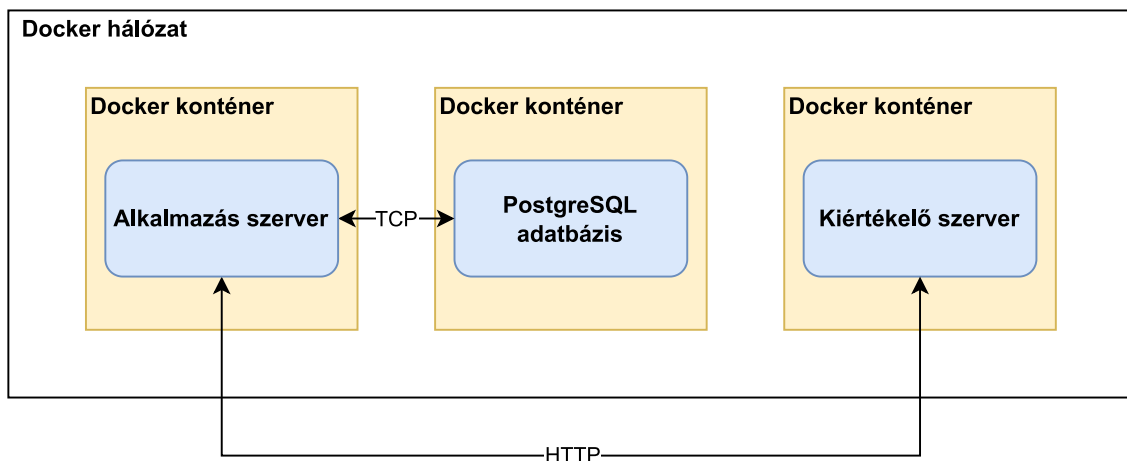 Docker hálózat
Docker konténer
Docker konténer
Docker konténer
Alkalmazás szerver
TCP
PostgreSQL
adatbázis
Kiértékelő szerver
HTTP